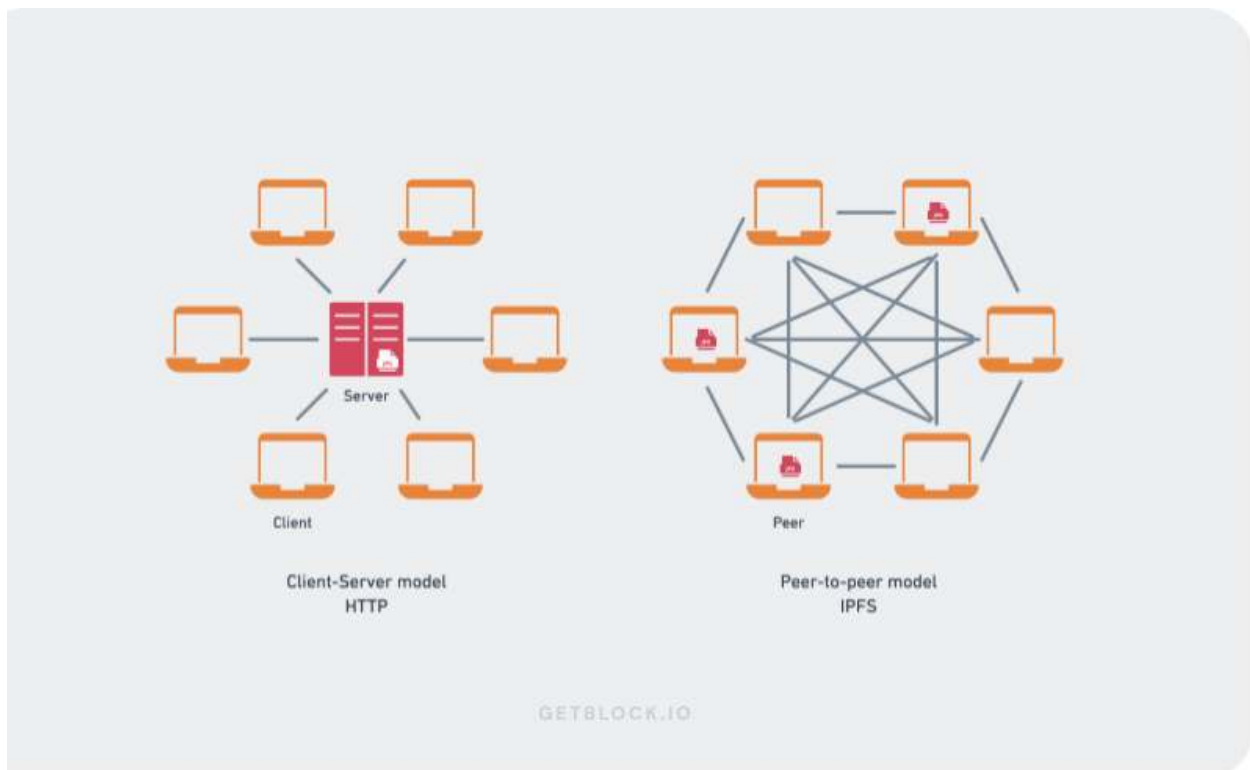 Server
Client
Client-Server model
HTTP
Peer
Peer-to-peer model
IPFS
GETBLOCK.IO